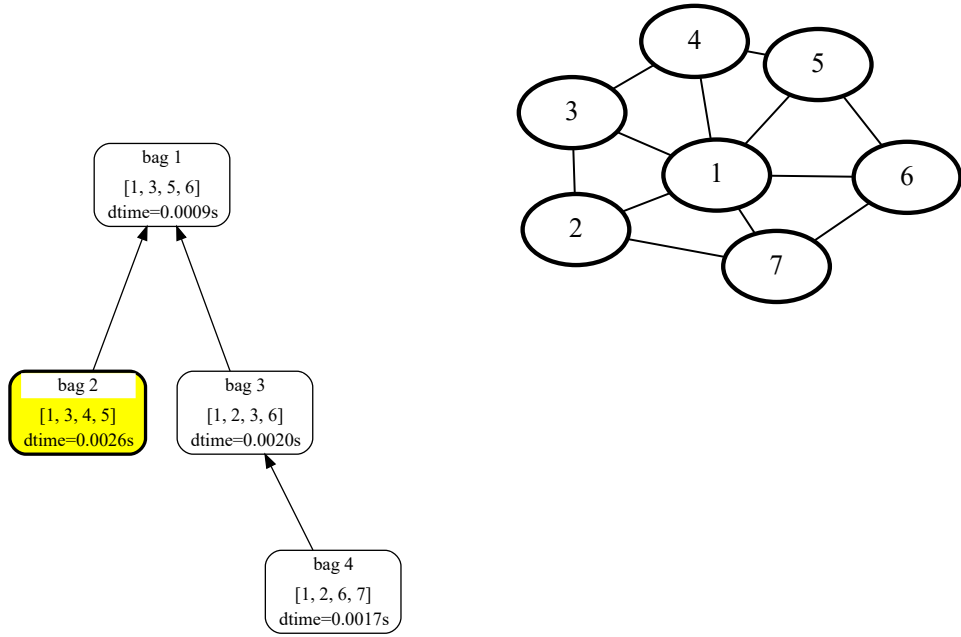 bag 1
[1, 3, 5, 6]
dtime=0.0009s
bag 2
[1, 3, 4, 5]
dtime=0.0026s
bag 3
[1, 2, 3, 6]
dtime=0.0020s
bag 4
[1, 2, 6, 7]
dtime=0.0017s
4
5
3
1
6
2
7